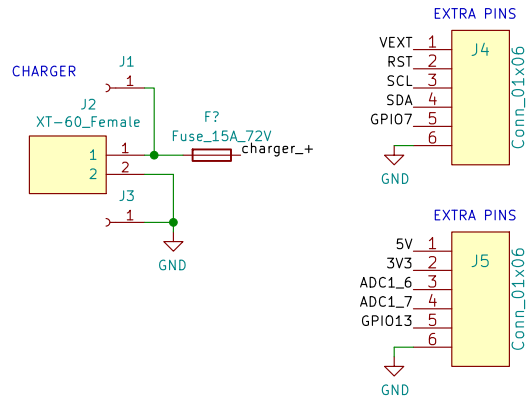 CHARGER
J1
1
J2
XT-60_Female
1 1
2 2
J3
1
GND
F?
Fuse_15A_72V
charger_+
EXTRA PINS
J4
Conn_01x06
VEXT 1
RST 2
SCL 3
SDA 4
GPIO7 5
6
GND
EXTRA PINS
J5
Conn_01x06
5V 1
3V3 2
ADC1_6 3
ADC1_7 4
GPIO13 5
6
GND